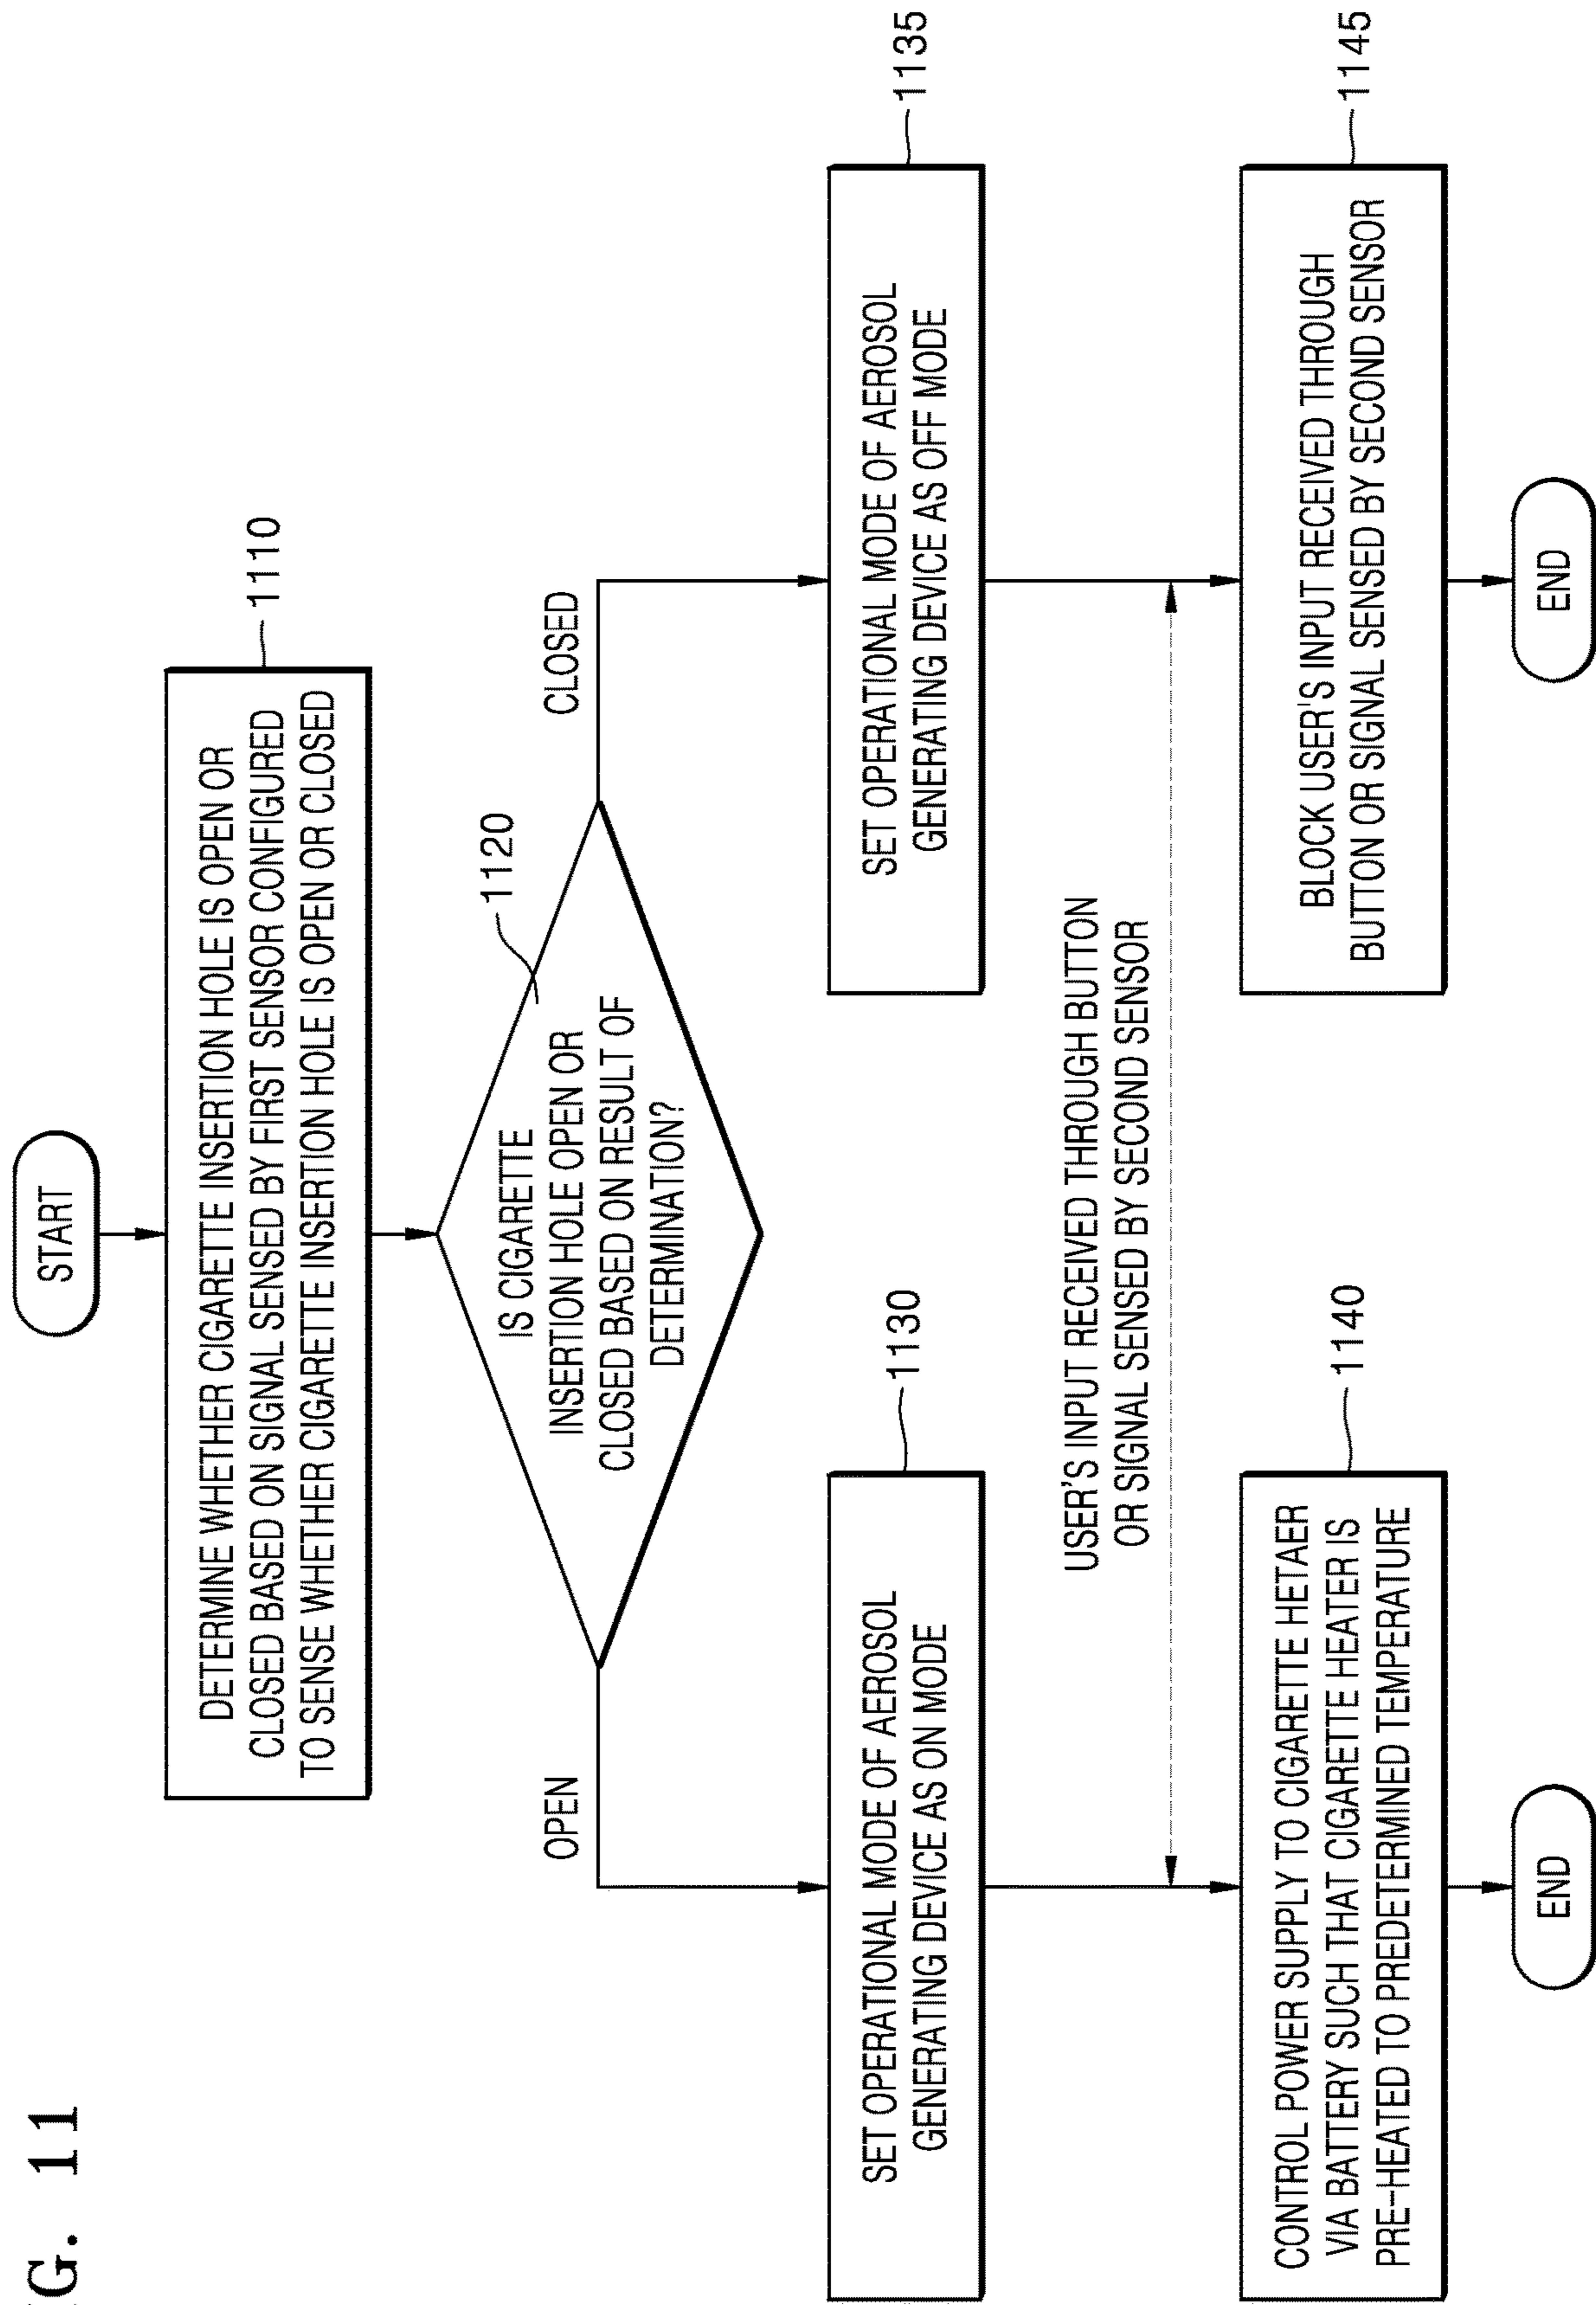 G. 11
START
DETERMINE WHETHER CIGARETTE INSERTION HOLE IS OPEN OR
CLOSED BASED ON SIGNAL SENSED BY FIRST SENSOR CONFIGURED
TO SENSE WHETHER CIGARETTE INSERTION HOLE IS OPEN OR CLOSED
1110
IS CIGARETTE
INSERTION HOLE OPEN OR
CLOSED BASED ON RESULT OF
DETERMINATION?
1120
OPEN
CLOSED
SET OPERATIONAL MODE OF AEROSOL
GENERATING DEVICE AS ON MODE
1130
SET OPERATIONAL MODE OF AEROSOL
GENERATING DEVICE AS OFF MODE
1135
USER'S INPUT RECEIVED THROUGH BUTTON
OR SIGNAL SENSED BY SECOND SENSOR
CONTROL POWER SUPPLY TO CIGARETTE HETAER
VIA BATTERY SUCH THAT CIGARETTE HEATER IS
PRE-HEATED TO PREDETERMINED TEMPERATURE
1140
BLOCK USER'S INPUT RECEIVED THROUGH
BUTTON OR SIGNAL SENSED BY SECOND SENSOR
1145
END
END